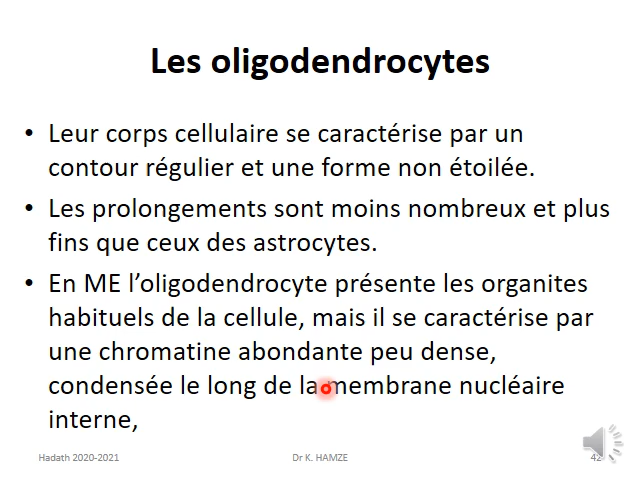 Les oligodendrocytes
• Leur corps cellulaire se caractérise par un
contour régulier et une forme non étoilée.
• Les prolongements sont moins nombreux et plus
fins que ceux des astrocytes.
• En ME l’oligodendrocyte présente les organites
habituels de la cellule, mais il se caractérise par
une chromatine abondante peu dense,
condensée le long de la membrane nucléaire
interne,
Hadath 2020-2021
Dr K. HAMZE
42